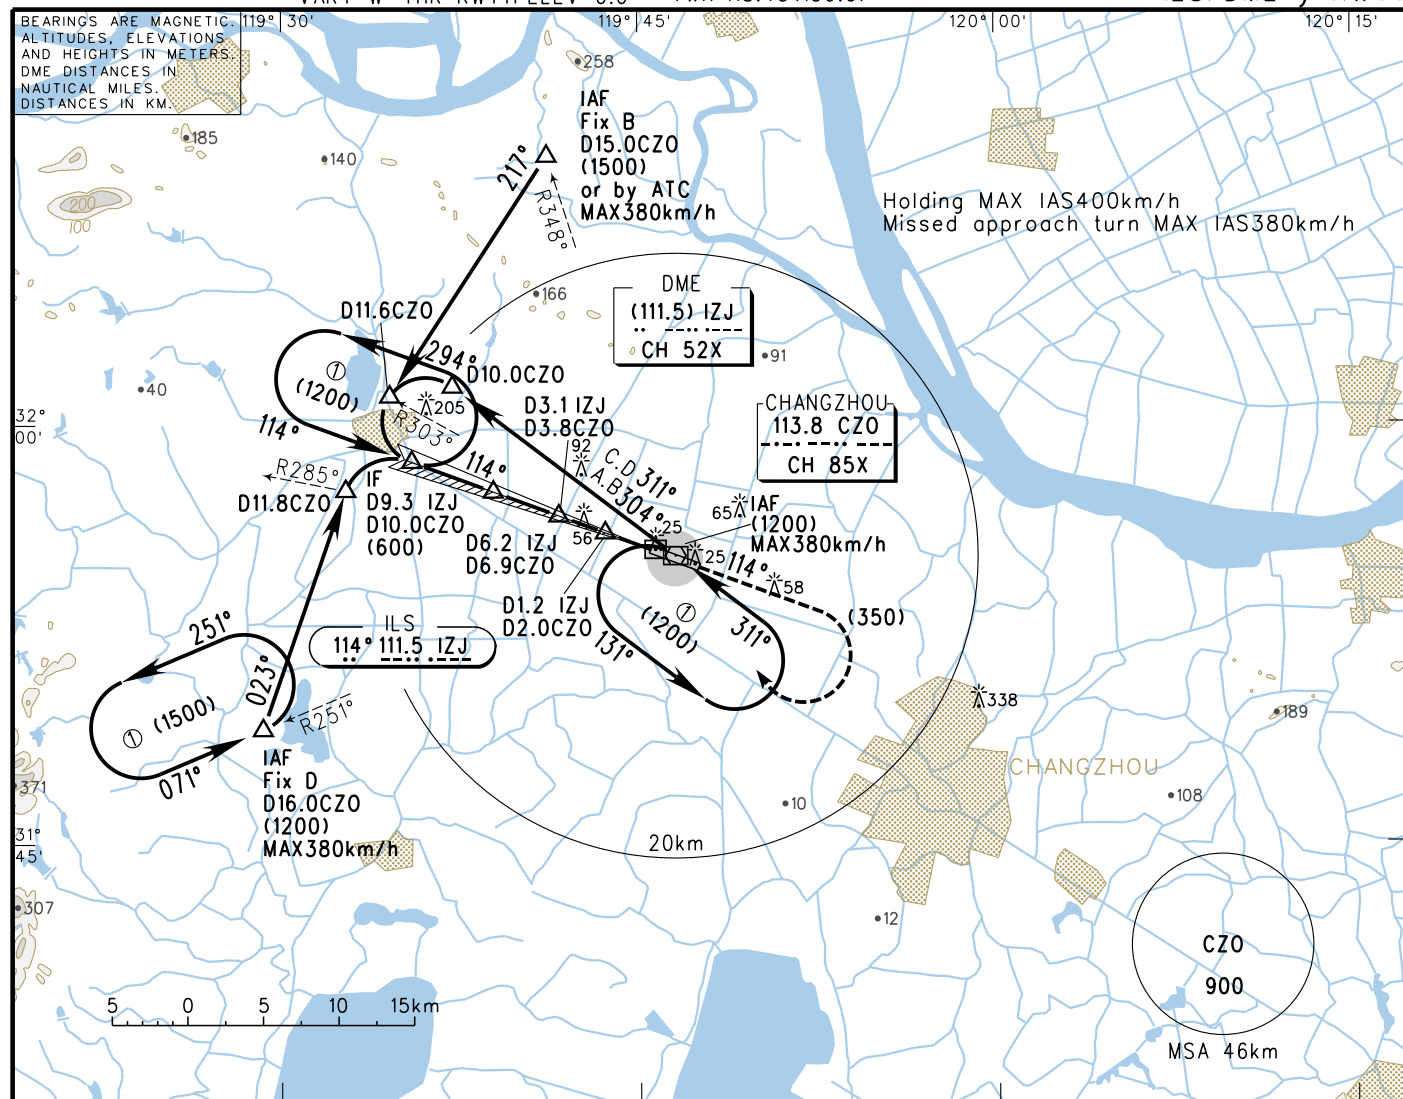 BEARINGS ARE MAGNETIC.
ALTITUDES, ELEVATIONS
AND HEIGHTS IN METERS.
DME DISTANCES IN
NAUTICAL MILES.
DISTANCES IN KM.
119° 30'
119° 45'
120° 00'
120° 15'
258
185
140
200
100
IAF
Fix B
D15.0CZO
(1500)
or by ATC
MAX380km/h
217°
R348°
Holding MAX IAS400km/h
Missed approach turn MAX IAS380km/h
166
DME
(111.5) IZJ
CH 52X
91
D11.6CZO
294°
D10.0CZO
①
(1200)
205
R303°
40
32°
00'
114°
D3.1 IZJ
D3.8CZO
92
CHANGZHOU
113.8 CZO
CH 85X
C.D 311°
A.B 304°
114°
R285°
D11.8CZO
IF
D9.3 IZJ
D10.0CZO
(600)
65
IAF
(1200)
MAX380km/h
25
56
25
D6.2 IZJ
D6.9CZO
114°
58
D1.2 IZJ
D2.0CZO
(350)
①
(1200)
311°
131°
ILS
114° 111.5 IZJ
251°
023°
① (1500)
R251°
071°
IAF
Fix D
D16.0CZO
(1200)
MAX380km/h
338
189
CHANGZHOU
371
108
10
31°
45'
20km
307
12
CZO
900
MSA 46km
5 0 5 10 15km